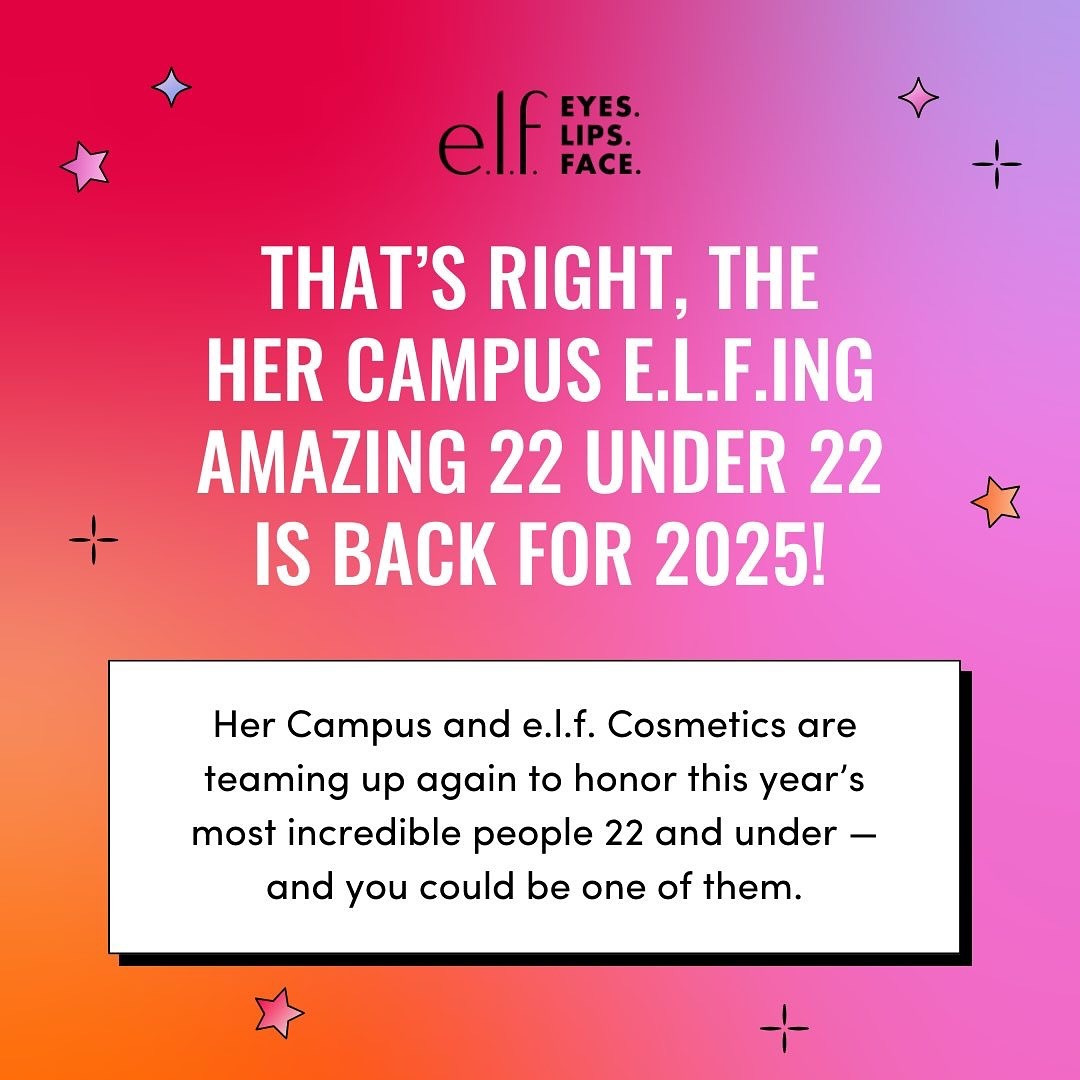 e.l.f. EYES.
LIPS.
FACE.
THAT’S RIGHT, THE
HER CAMPUS E.L.F.ING
AMAZING 22 UNDER 22
IS BACK FOR 2025!
Her Campus and e.l.f. Cosmetics are
teaming up again to honor this year’s
most incredible people 22 and under —
and you could be one of them.